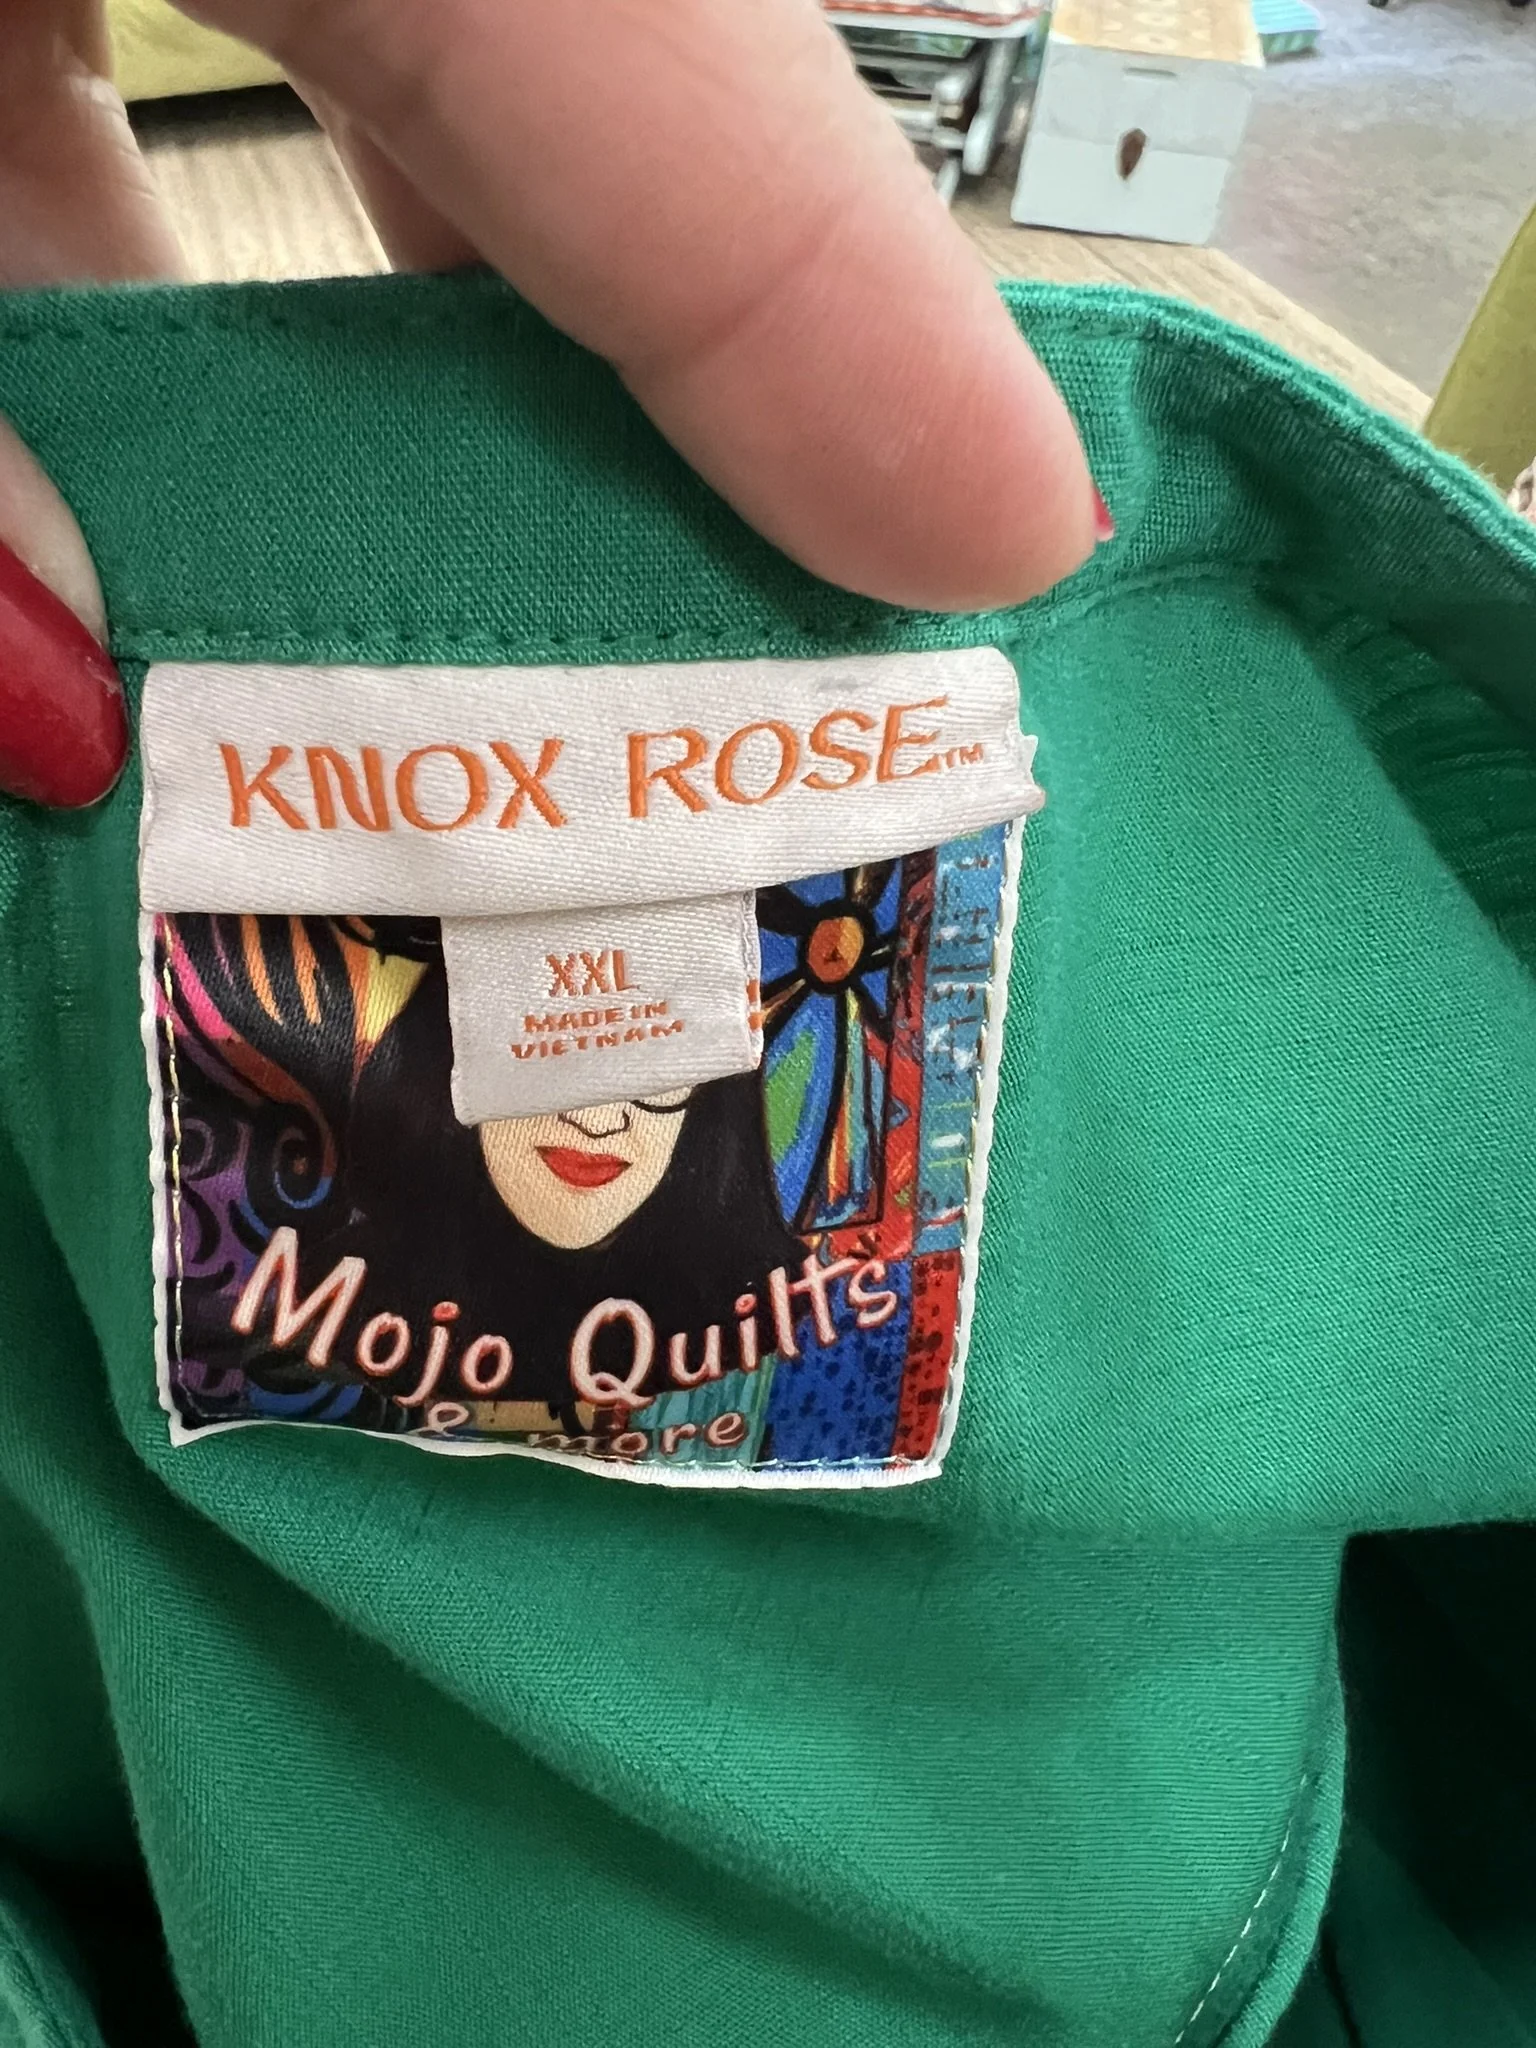 KNOX ROSE™
XXL
MADE IN
VIETNAM
Mojo Quilts
& more